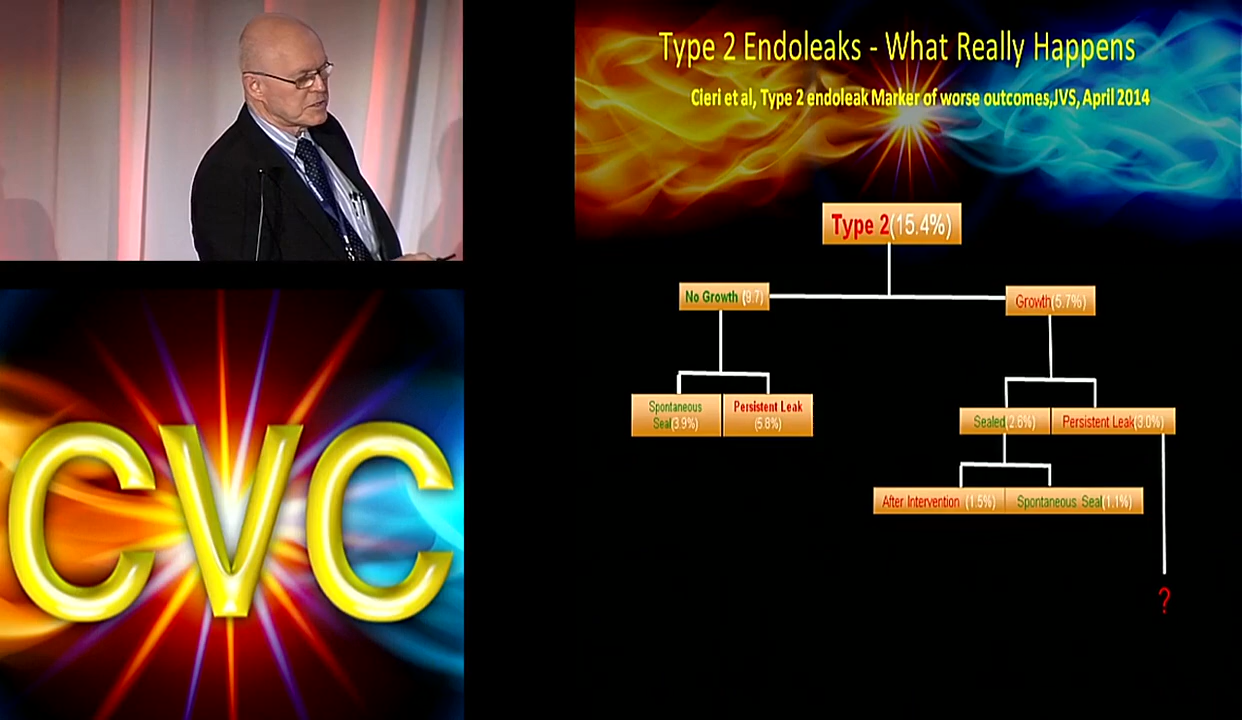 Type 2 Endoleaks - What Really Happens
Cieri et al, Type 2 endoleak Marker of worse outcomes,JVS, April 2014
Type 2(15.4%)
No Growth (9.7)
Growth(5.7%)
Spontaneous
Seal(3.9%)
Persistent Leak
(5.8%)
Sealed(2.6%)
Persistent Leak(3.0%)
After Intervention (1.5%)
Spontaneous Seal(1.1%)
?
CVC